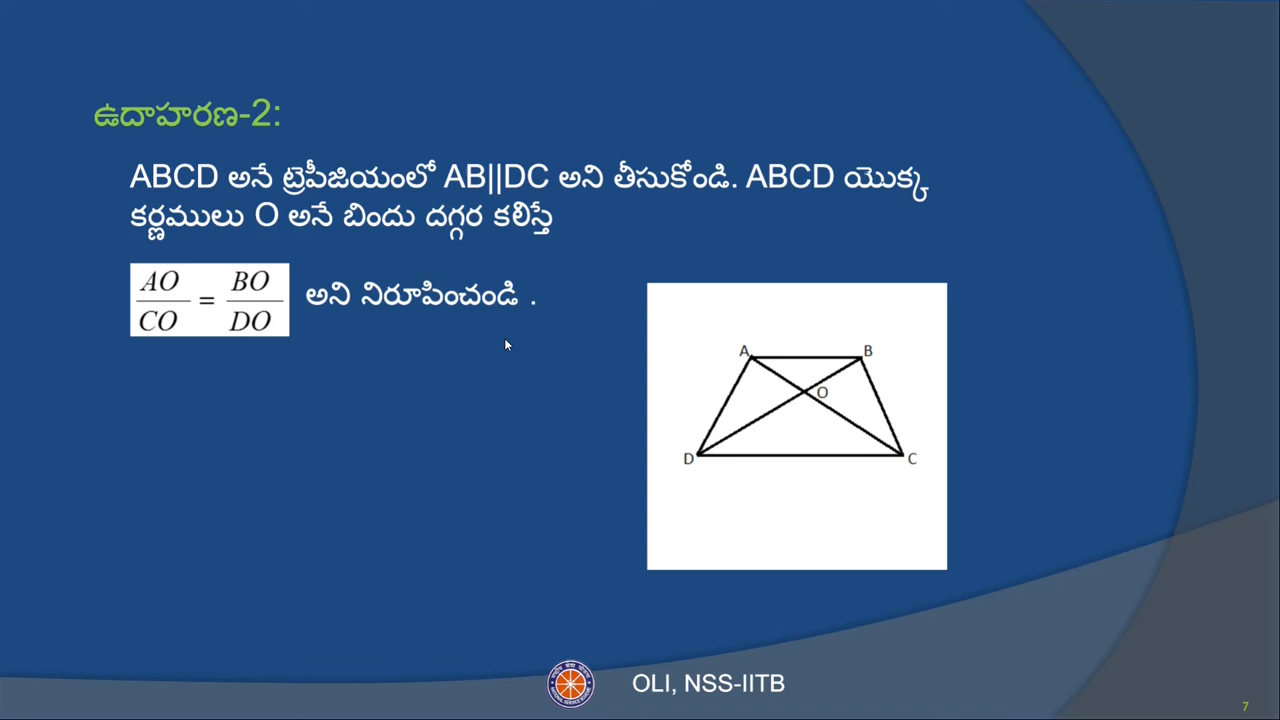 ఉదాహరణ-2:
ABCD అనే ట్రెపీజియంలో AB||DC అని తీసుకోండి. ABCD యొక్క
కర్ణములు O అనే బిందు దగ్గర కలిస్తే
AO/CO = BO/DO అని నిరూపించండి .
A B
O
D C
OLI, NSS-IITB
7